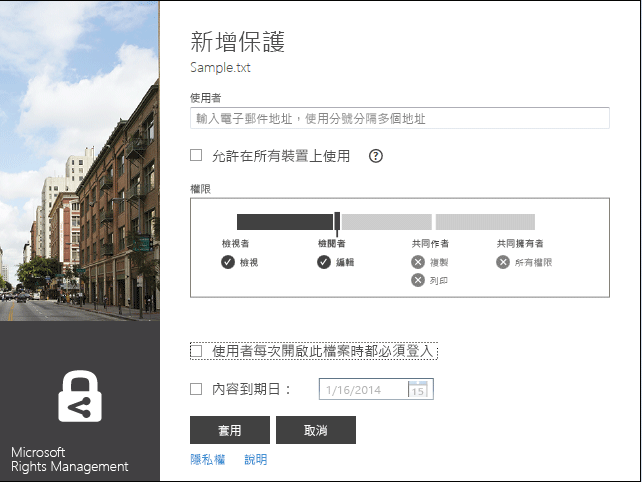 新增保護
Sample.txt
使用者
輸入電子郵件地址，使用分號分隔多個地址
允許在所有裝置上使用 ?
權限
檢視者 檢閱者 共同作者 共同擁有者
檢視 編輯 複製 所有權限
列印
使用者每次開啟此檔案時都必須登入
內容到期日： 1/16/2014 15
套用 取消
隱私權 說明
Microsoft
Rights Management